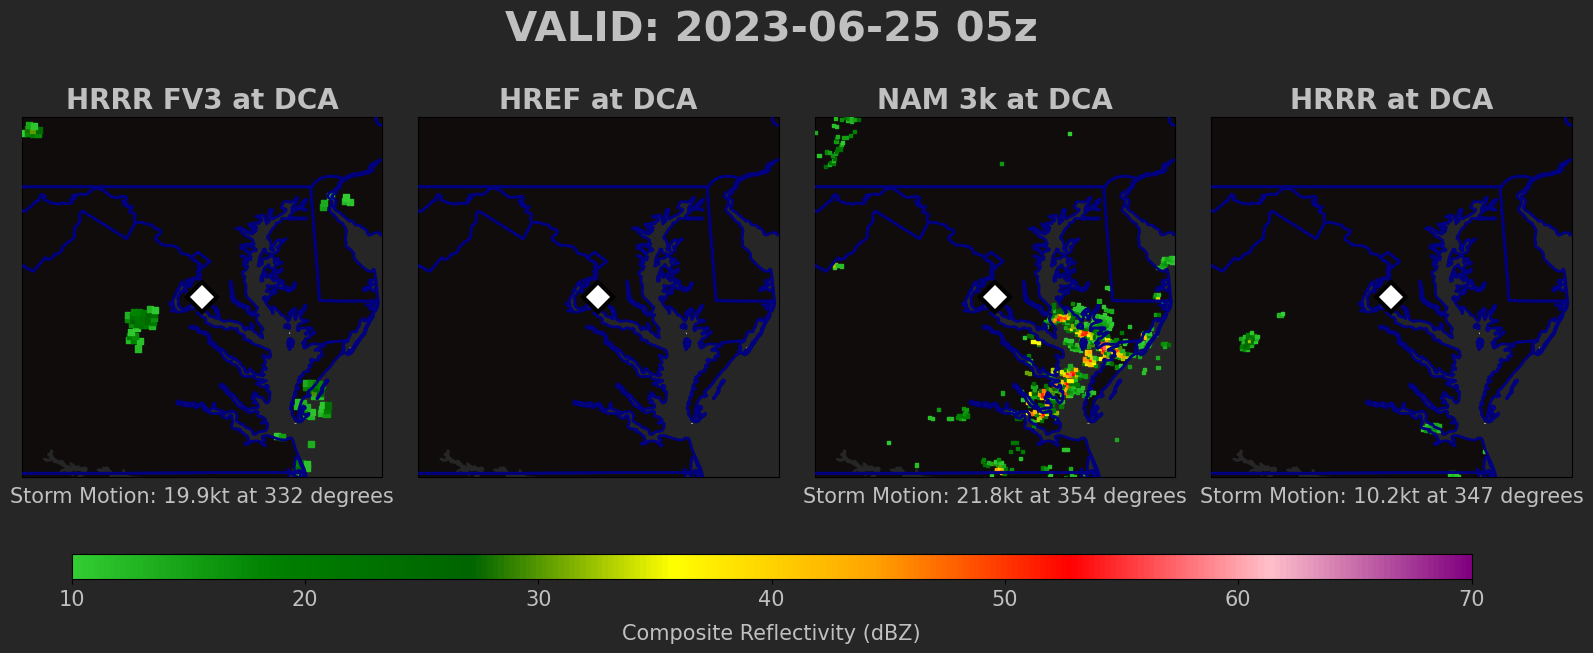 VALID: 2023-06-25 05z
HRRR FV3 at DCA
HREF at DCA
NAM 3k at DCA
HRRR at DCA
Storm Motion: 19.9kt at 332 degrees
Storm Motion: 21.8kt at 354 degrees
Storm Motion: 10.2kt at 347 degrees
10 20 30 40 50 60 70
Composite Reflectivity (dBZ)